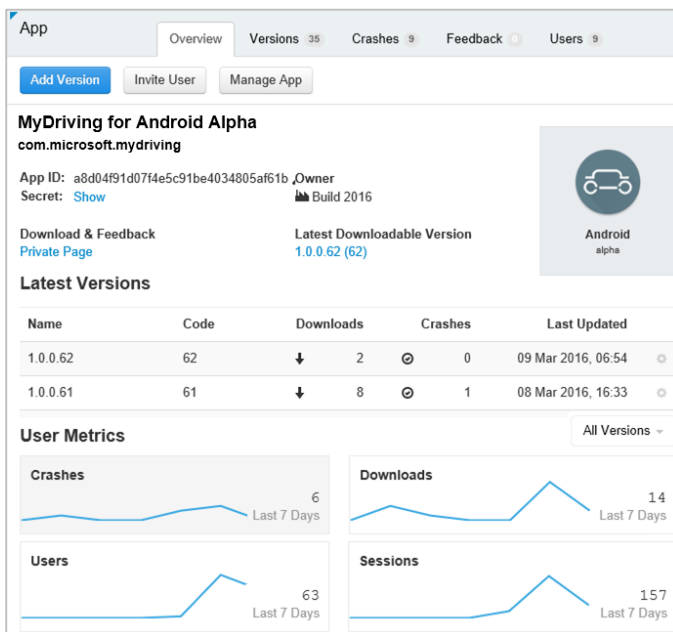 App
Overview Versions 35 Crashes 9 Feedback 0 Users 9
Add Version Invite User Manage App
MyDriving for Android Alpha
com.microsoft.mydriving
App ID: a8d04f91d07f4e5c91be4034805af61b Owner
Secret: Show Build 2016
Download & Feedback Latest Downloadable Version
Private Page 1.0.0.62 (62)
Android
alpha
Latest Versions
Name Code Downloads Crashes Last Updated
1.0.0.62 62 2 0 09 Mar 2016, 06:54
1.0.0.61 61 8 1 08 Mar 2016, 16:33
User Metrics All Versions
Crashes
6
Last 7 Days
Downloads
14
Last 7 Days
Users
63
Last 7 Days
Sessions
157
Last 7 Days